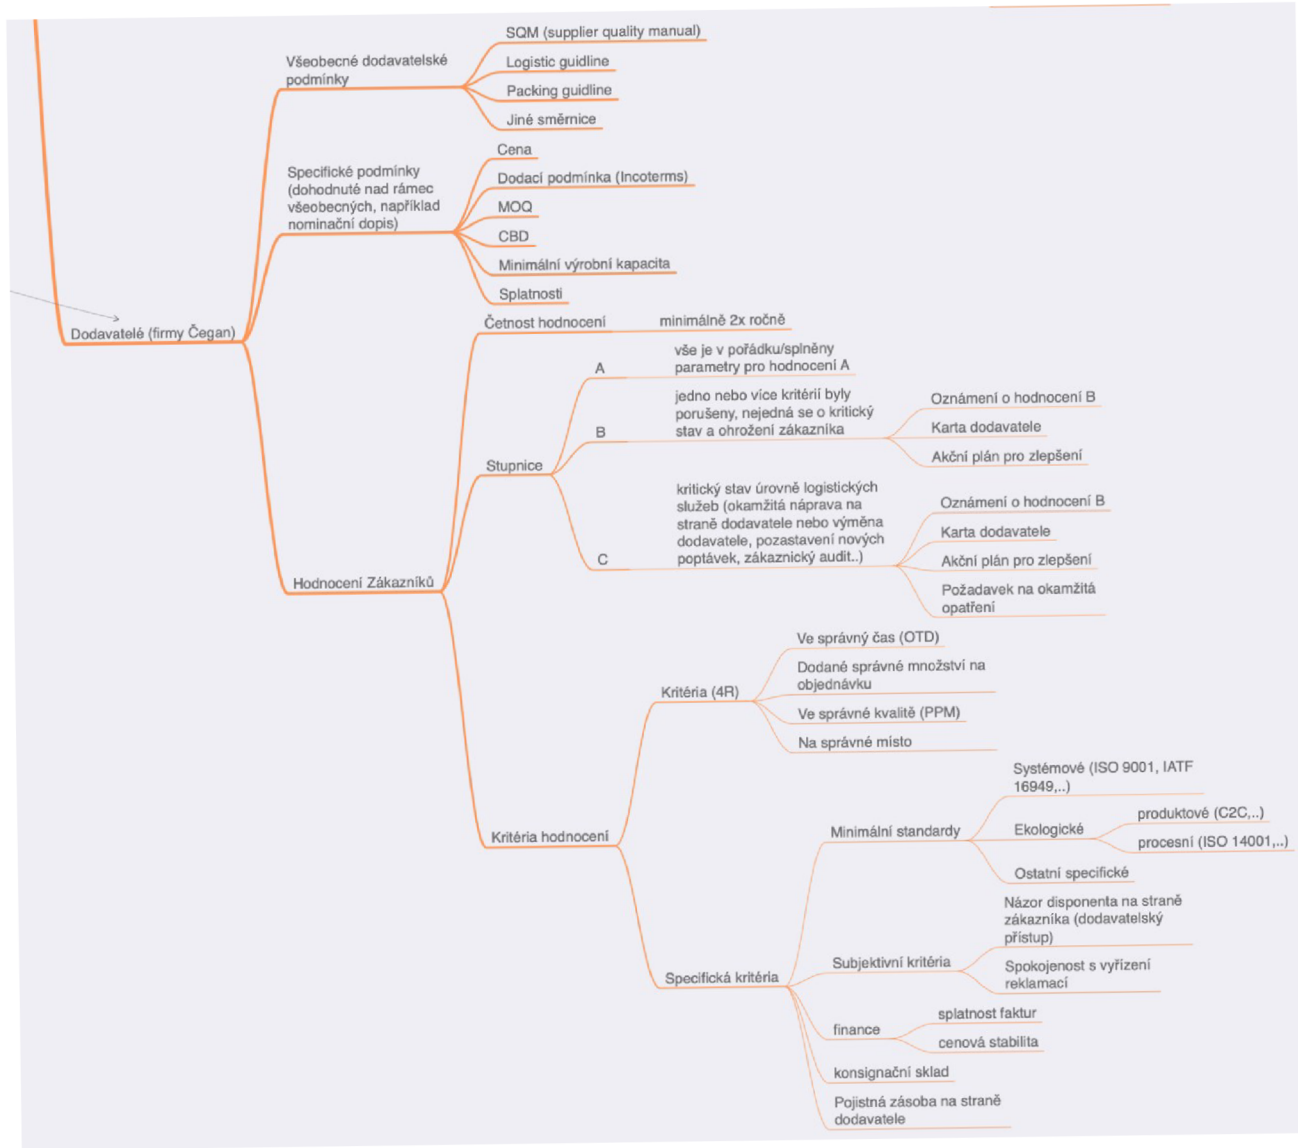 SQM (supplier quality manual)
Všeobecné dodavatelské
podmínky
Logistic guidline
Packing guidline
Jiné směrnice
Cena
Specifické podmínky
(dohodnuté nad rámec
všeobecných, například
nominační dopis)
Dodací podmínka (Incoterms)
MOQ
CBD
Minimální výrobní kapacita
Splatnosti
Dodavatelé (firmy Čegan)
Četnost hodnocení
minimálně 2x ročně
A
vše je v pořádku/splněny
parametry pro hodnocení A
Stupnice
B
jedno nebo více kritérií byly
porušeny, nejedná se o kritický
stav a ohrožení zákazníka
Oznámení o hodnocení B
Karta dodavatele
Akční plán pro zlepšení
C
kritický stav úrovně logistických
služeb (okamžitá náprava na
straně dodavatele nebo výměna
dodavatele, pozastavení nových
poptávek, zákaznický audit..)
Oznámení o hodnocení B
Karta dodavatele
Akční plán pro zlepšení
Požadavek na okamžitá
opatření
Hodnocení Zákazníků
Kritéria hodnocení
Kritéria (4R)
Ve správný čas (OTD)
Dodané správné množství na
objednávku
Ve správné kvalitě (PPM)
Na správné místo
Specifická kritéria
Minimální standardy
Systémové (ISO 9001, IATF
16949,..)
Ekologické
produktové (C2C,..)
procesní (ISO 14001,..)
Ostatní specifické
Subjektivní kritéria
Názor disponenta na straně
zákazníka (dodavatelský
přístup)
Spokojenost s vyřízení
reklamací
finance
splatnost faktur
cenová stabilita
konsignační sklad
Pojistná zásoba na straně
dodavatele